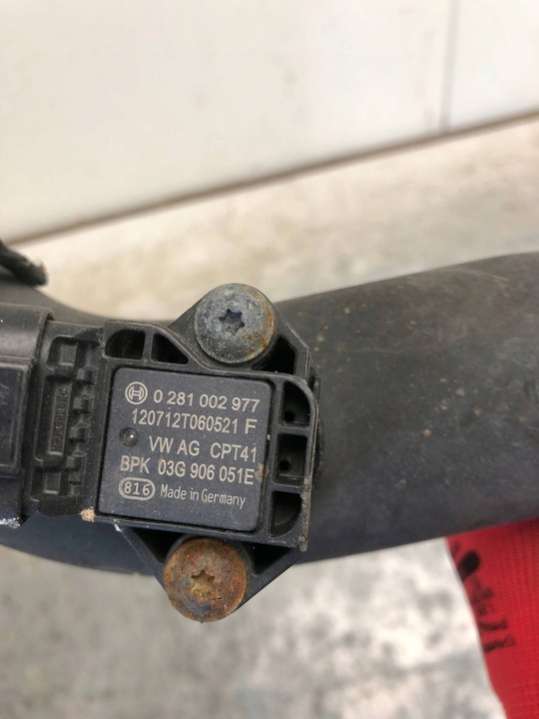 0 281 002 977
120712T060521 F
VW AG CPT41
BPK 03G 906 051E
816 Made in Germany